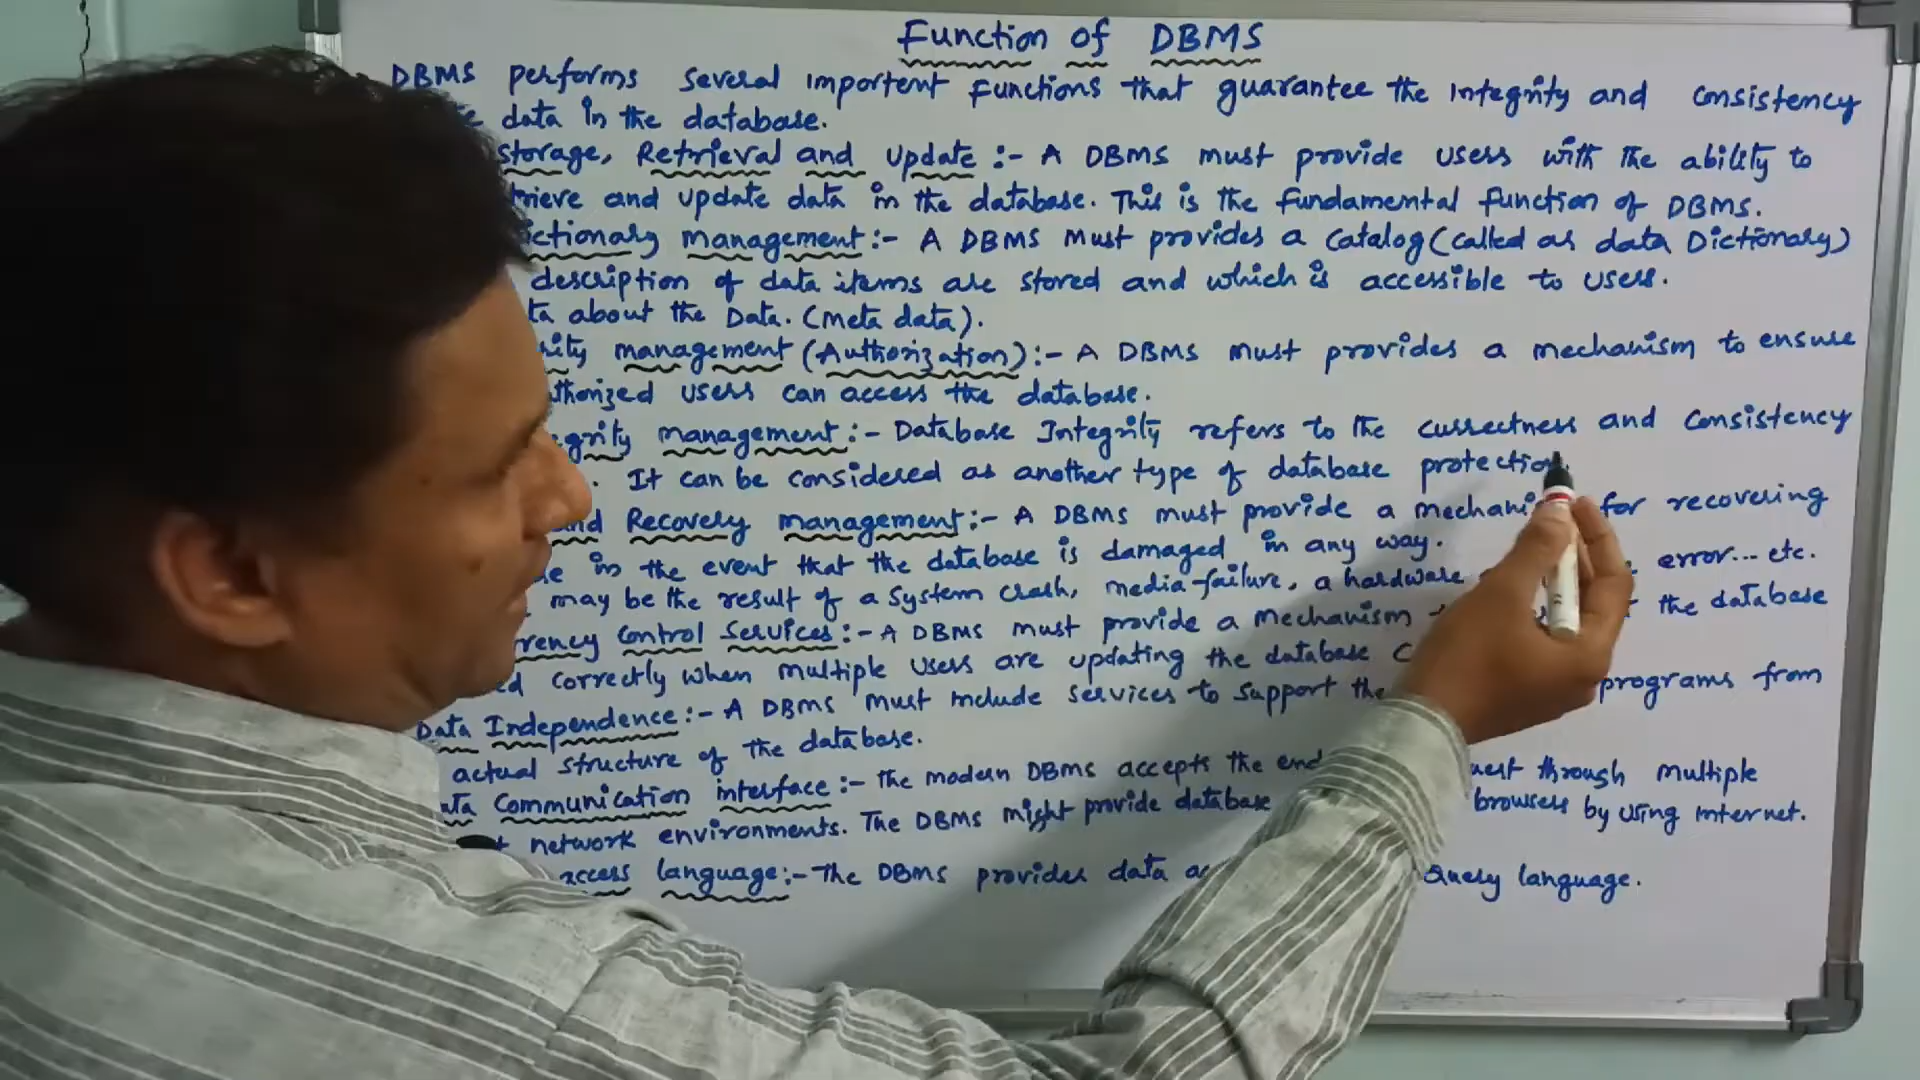 Function of DBMS
DBMS performs several importent functions that guarantee the integrity and consistency
data in the database.
storage, Retrieval and Update :- A DBMS must provide users with the ability to
and update data in the database. This is the fundamental function of DBMS.
management :- A DBMS must provides a catalog (called as data Dictionary)
description of data items are stored and which is accessible to users.
about the Data. (Meta data).
management (Authorization) :- A DBMS must provides a mechanism to ensure
users can access the database.
management :- Database Integrity refers to the currectness and consistency
. It can be considered as another type of database protection.
and Recovery management :- A DBMS must provide a for recovering
in the event that the database is damaged in any way.
may be the result of a system crash, media-failure, a hardware error... etc.
control services :- A DBMS must provide a mechanism the database
correctly when multiple users are updating the database
Data Independence :- A DBMS must include services to support the programs from
actual structure of the database.
Communication interface :- the modern DBMS accepts the end through multiple
network environments. The DBMS might provide database browsers by using internet.
access language :- The DBMS provides data Query language.